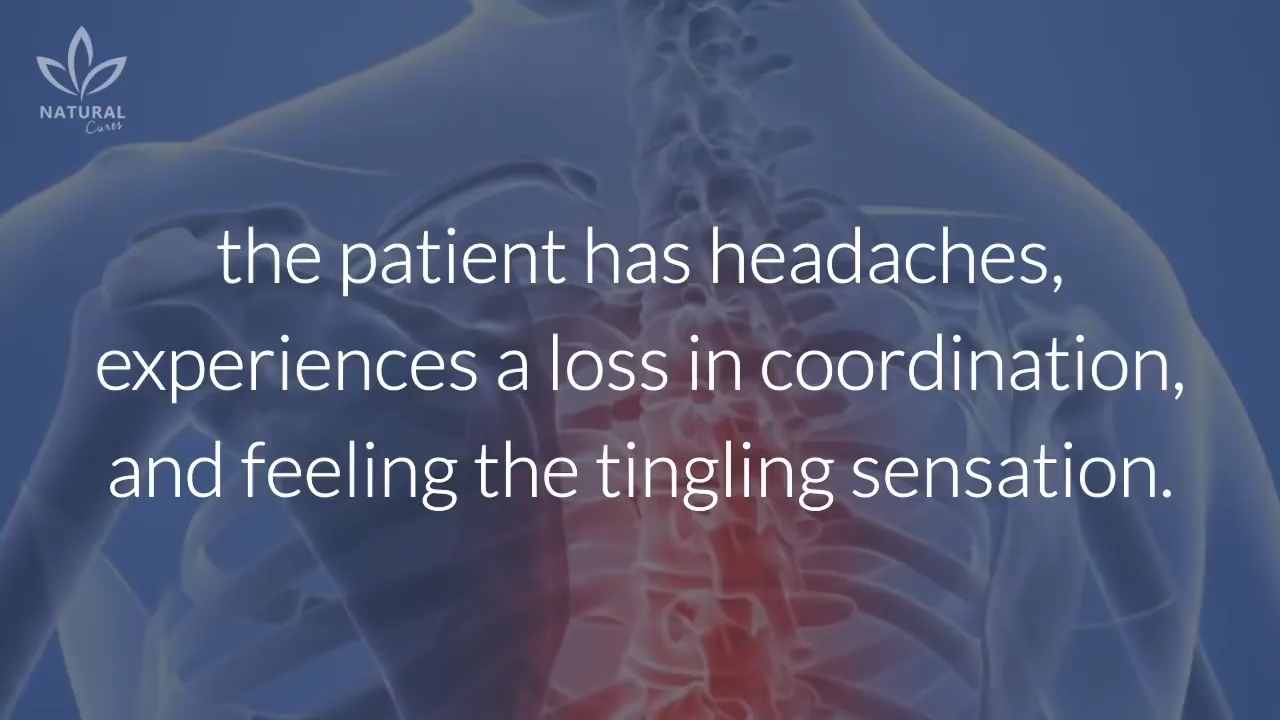 NATURAL
Cures
the patient has headaches,
experiences a loss in coordination,
and feeling the tingling sensation.